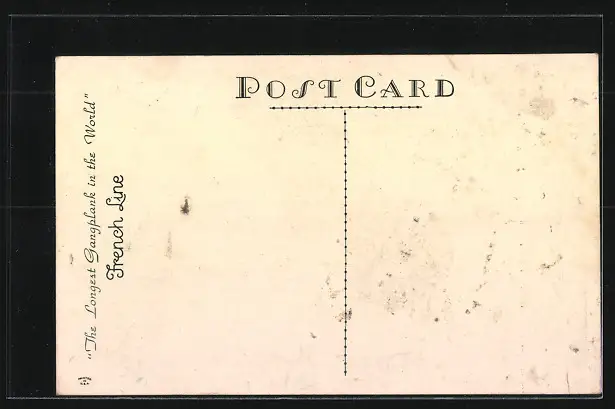 POST CARD
"The Longest Gangplank in the World"
French Line